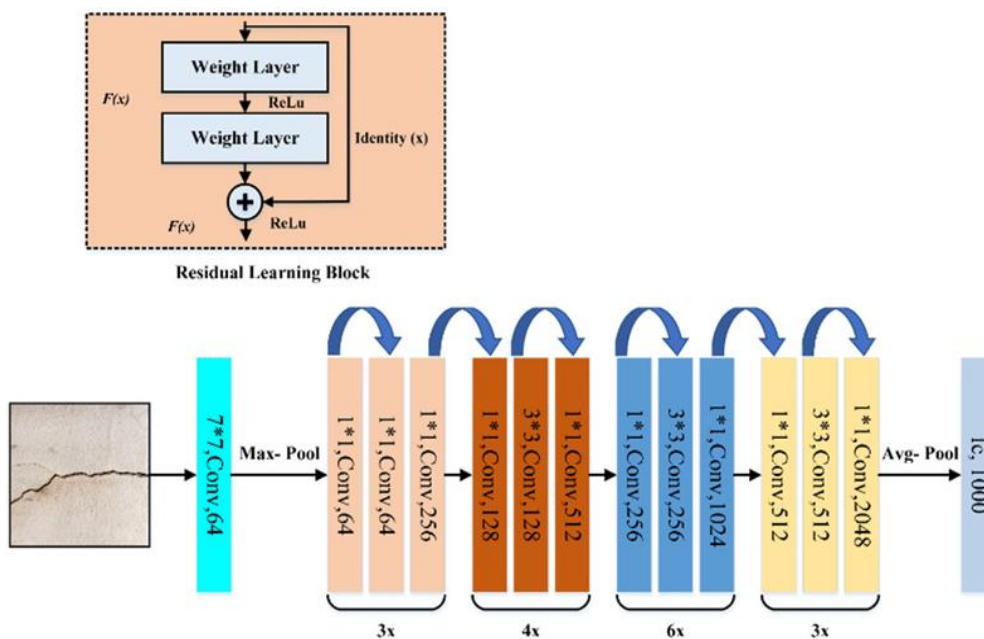 Weight Layer
F(x)
ReLu
Weight Layer
Identity (x)
+
F(x)
ReLu
Residual Learning Block
7*7,Conv,64
Max- Pool
1*1,Conv,64
1*1,Conv,64
1*1,Conv,256
1*1,Conv,128
3*3,Conv,128
1*1,Conv,512
1*1,Conv,256
3*3,Conv,256
1*1,Conv,1024
1*1,Conv,512
3*3,Conv,512
1*1,Conv,2048
Avg- Pool
1c, 1000
3x
4x
6x
3x